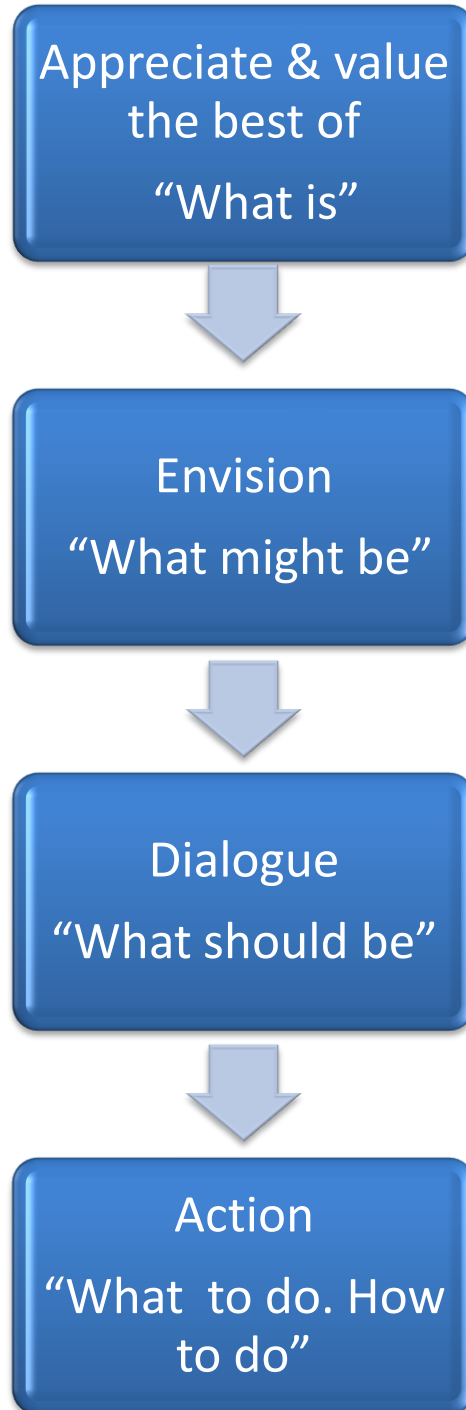 Appreciate & value
the best of
“What is”
Envision
“What might be”
Dialogue
“What should be”
Action
“What  to do. How
to do”